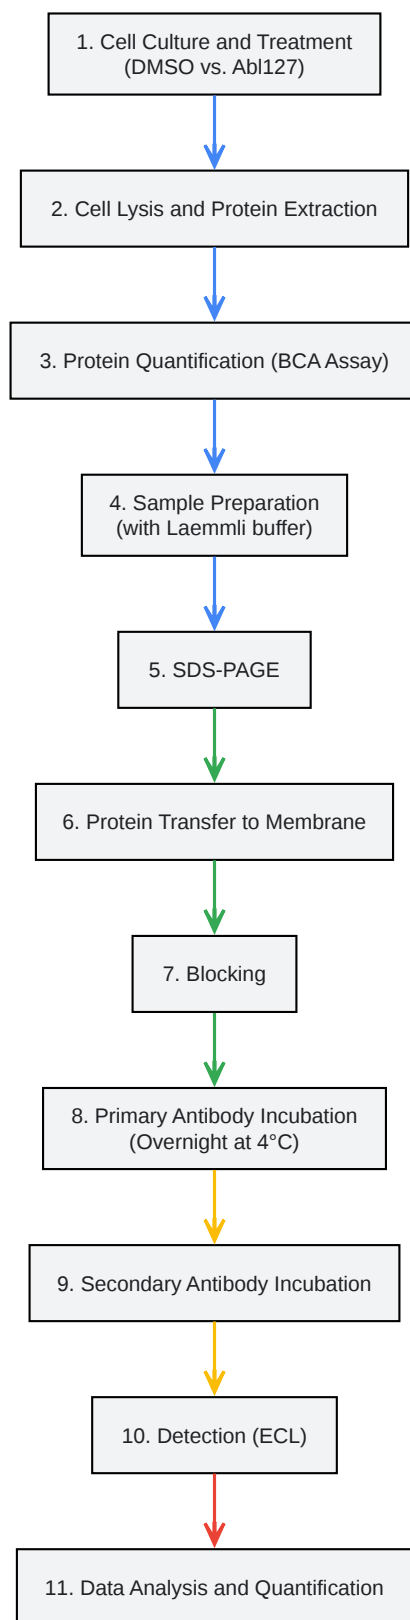 1. Cell Culture and Treatment
(DMSO vs. Abl127)
2. Cell Lysis and Protein Extraction
3. Protein Quantification (BCA Assay)
4. Sample Preparation
(with Laemmli buffer)
5. SDS-PAGE
6. Protein Transfer to Membrane
7. Blocking
8. Primary Antibody Incubation
(Overnight at 4°C)
9. Secondary Antibody Incubation
10. Detection (ECL)
11. Data Analysis and Quantification